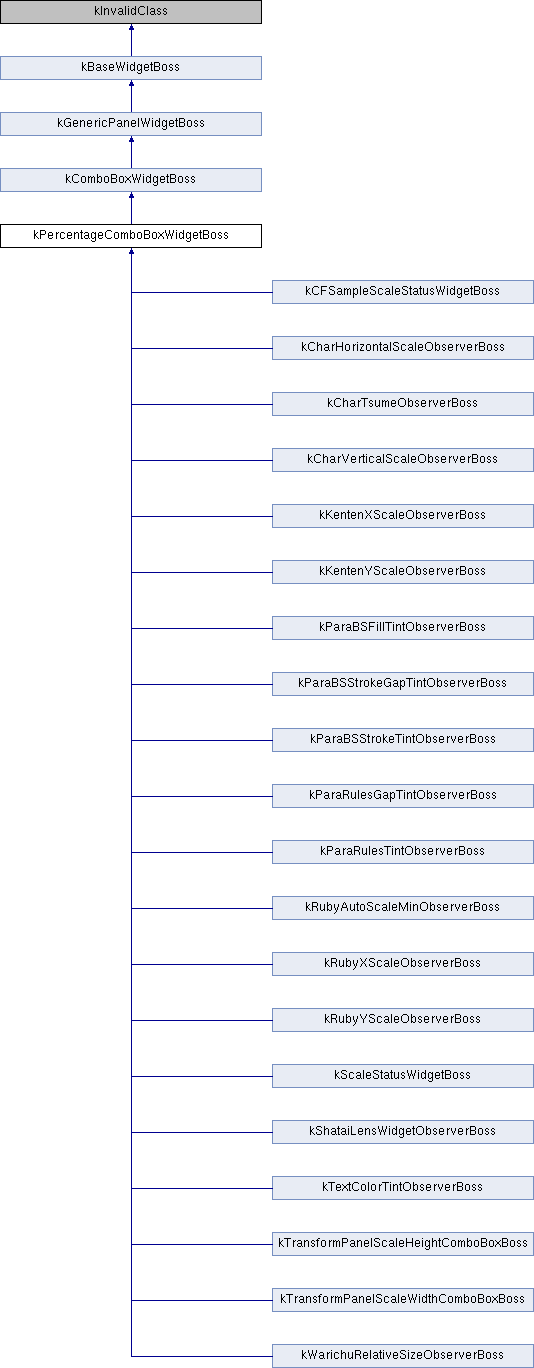 kInvalidClass
kBaseWidgetBoss
kGenericPanelWidgetBoss
kComboBoxWidgetBoss
kPercentageComboBoxWidgetBoss
kCFSampleScaleStatusWidgetBoss
kCharHorizontalScaleObserverBoss
kCharTsumeObserverBoss
kCharVerticalScaleObserverBoss
kKentenXScaleObserverBoss
kKentenYScaleObserverBoss
kParaBSFillTintObserverBoss
kParaBSStrokeGapTintObserverBoss
kParaBSStrokeTintObserverBoss
kParaRulesGapTintObserverBoss
kParaRulesTintObserverBoss
kRubyAutoScaleMinObserverBoss
kRubyXScaleObserverBoss
kRubyYScaleObserverBoss
kScaleStatusWidgetBoss
kShataiLensWidgetObserverBoss
kTextColorTintObserverBoss
kTransformPanelScaleHeightComboBoxBoss
kTransformPanelScaleWidthComboBoxBoss
kWarichuRelativeSizeObserverBoss